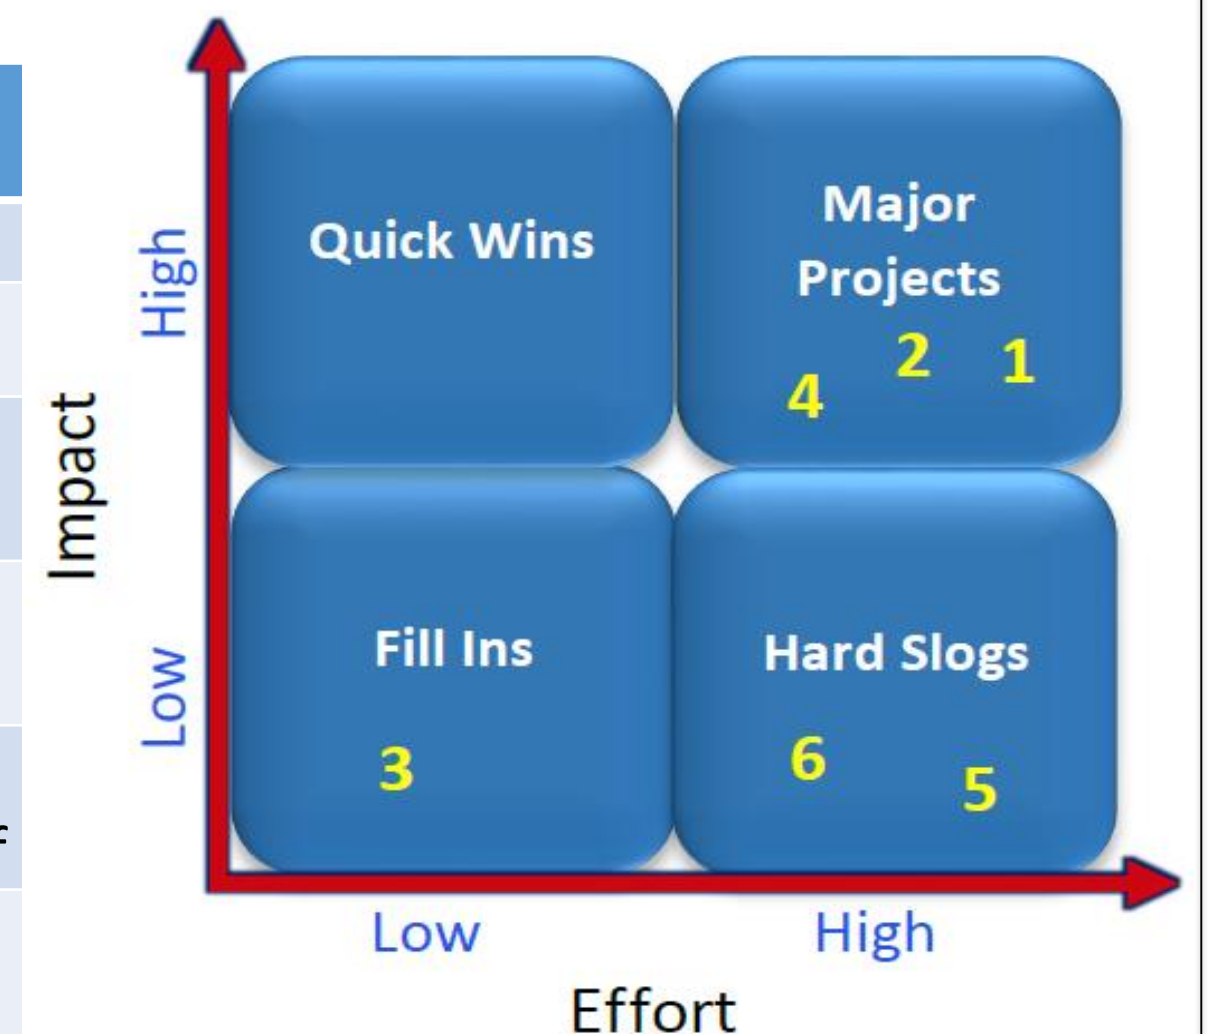 Impact
High
Low
Quick Wins
Major
Projects
4
2
1
Fill Ins
3
Hard Slogs
6
5
Low
High
Effort